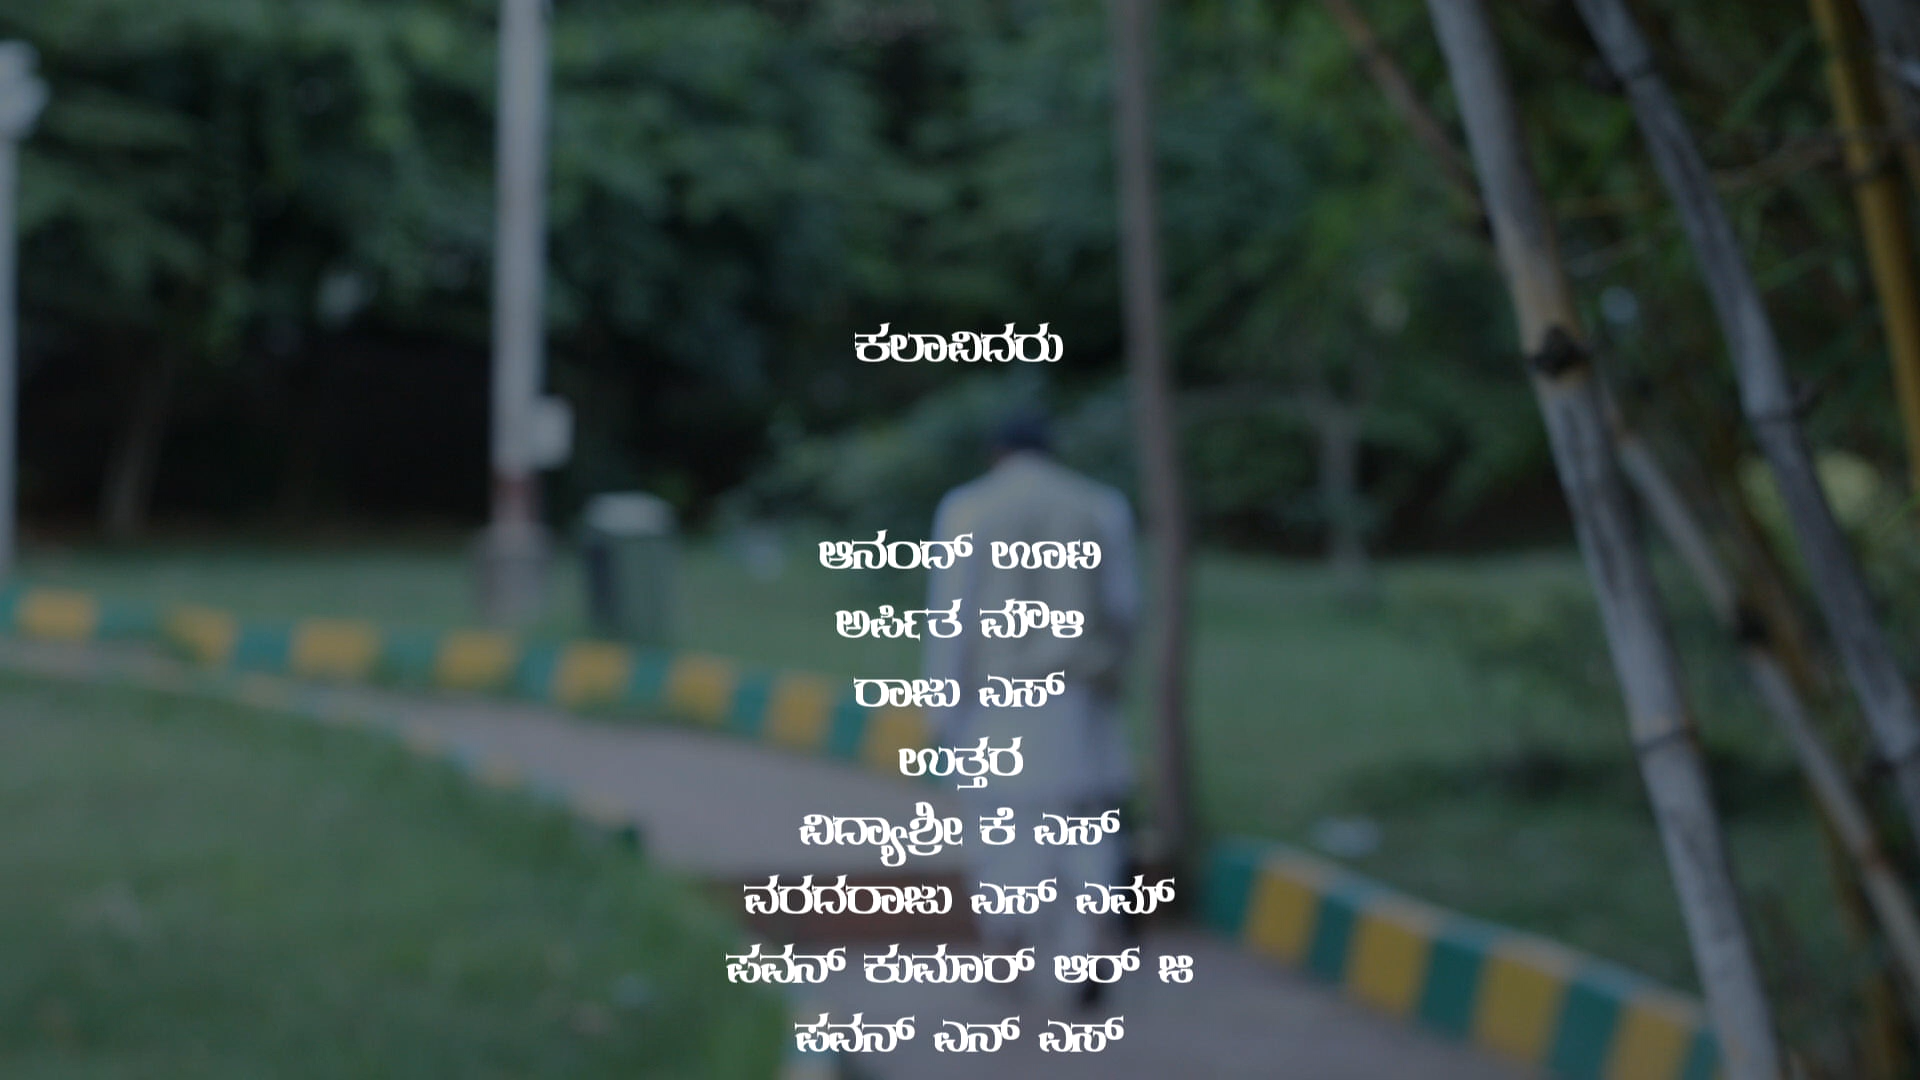 ಕಲಾವಿದರು
ಆನಂದ್ ಊಟಿ
ಅರ್ಪಿತ ಮೌಳಿ
ರಾಜು ಎಸ್
ಉತ್ತರ
ವಿದ್ಯಾಶ್ರೀ ಕೆ ಎಸ್
ವರದರಾಜು ಎಸ್ ಎಮ್
ಪವನ್ ಕುಮಾರ್ ಆರ್ ಜಿ
ಪವನ್ ಎನ್ ಎಸ್